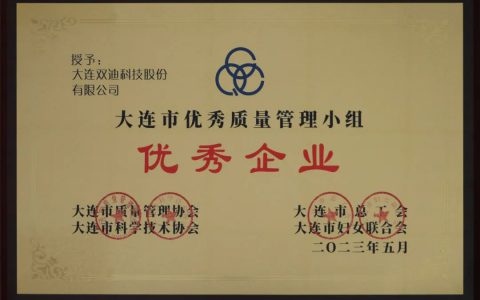 授予：
大连双迪科技股份
有限公司
大连市优秀质量管理小组
优秀企业
大连市质量管理协会
大连市总工会
大连市科学技术协会
大连市妇女联合会
二〇二三年五月